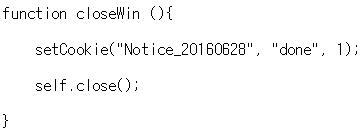 function closeWin (){
setCookie("Notice_20160628", "done", 1);
self.close();
}